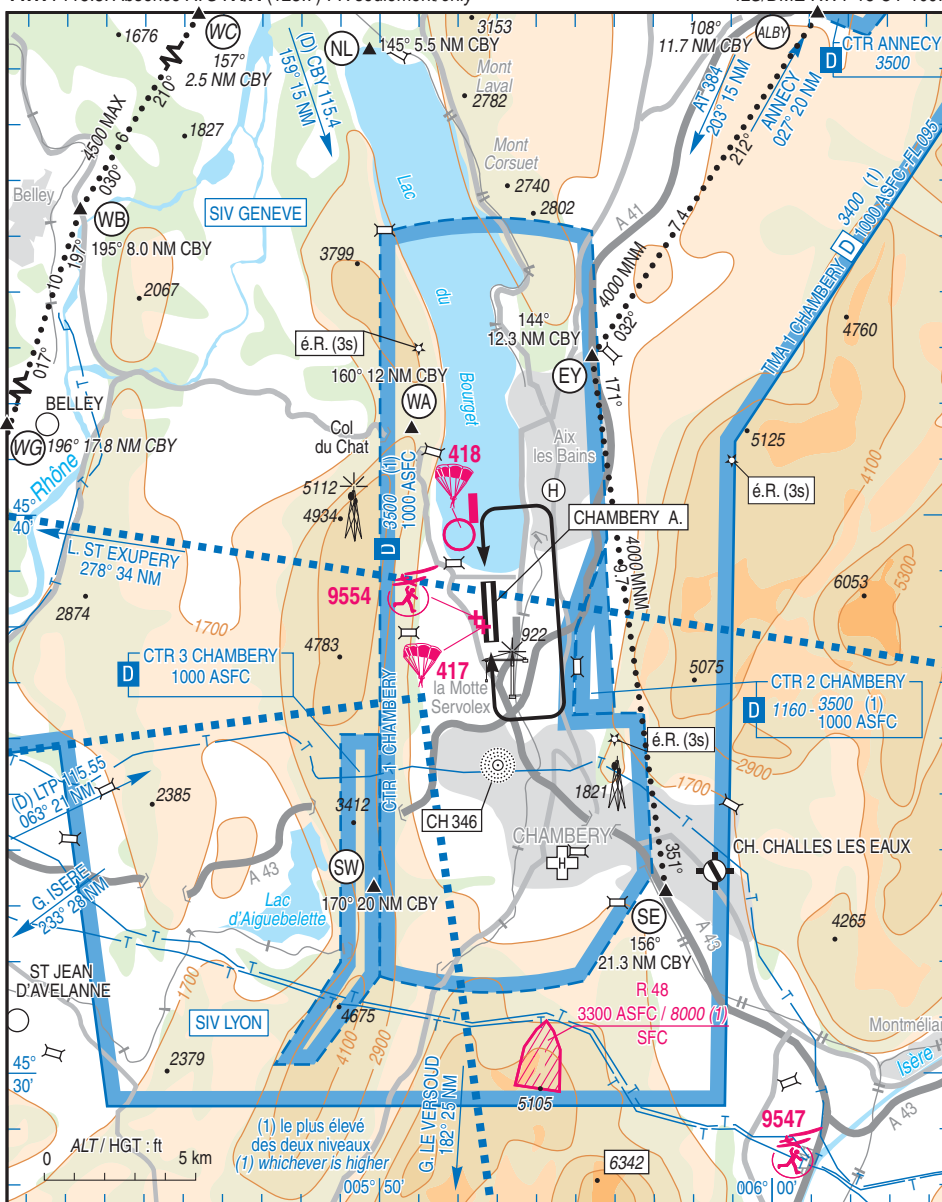 WC
157°
2.5 NM CBY
NL
145° 5.5 NM CBY
3153
108°
11.7 NM CBY
ALBY
D
CTR ANNECY
3500
1676
210°
4500 MAX
6
030°
1827
(D) CBY 115.4
159° 15 NM
Mont
Laval
2782
AT 384
203° 15 NM
ANNECY
027° 20 NM
212°
Mont
Corsuet
2740
2802
A 41
7.4
4000 MNM
032°
Belley
WB
195° 8.0 NM CBY
197°
10
017°
SIV GENEVE
2067
3799
Lac
du
Bourget
TMA 1 CHAMBERY D 3400 (1)
1000 ASFC-FL 095
4760
é.R. (3s)
160° 12 NM CBY
WA
144°
12.3 NM CBY
EY
171°
BELLEY
WG
196° 17.8 NM CBY
Rhône
Col
du Chat
Aix
les Bains
5125
4100
é.R. (3s)
418
5112
4934
3500 (1)
1000 ASFC
D
H
CHAMBERY A.
45°
40'
L. ST EXUPERY
278° 34 NM
2874
1700
9554
4000 MNM
9.7
6053
5300
922
4783
417
la Motte
Servolex
5075
D
CTR 3 CHAMBERY
1000 ASFC
CTR 1 CHAMBERY
D
CTR 2 CHAMBERY
1160 - 3500 (1)
1000 ASFC
é.R. (3s)
(D) LTP 115.55
063° 21 NM
2385
3412
CH 346
1821
1700
2900
CHAMBERY
H
351°
CH. CHALLES LES EAUX
A 43
SW
170° 20 NM CBY
G. ISERE
233° 28 NM
Lac
d'Aiguebelette
SE
156°
21.3 NM CBY
A 43
4265
ST JEAN
D'AVELANNE
1700
SIV LYON
4675
4100
2900
R 48
3300 ASFC / 8000 (1)
SFC
Isère
45°
30'
2379
5105
G. LE VERSOUD
182° 25 NM
A 43
9547
(1) le plus élevé
des deux niveaux
(1) whichever is higher
ALT / HGT : ft
0 5 km
6342
005° 50'
006° 00'